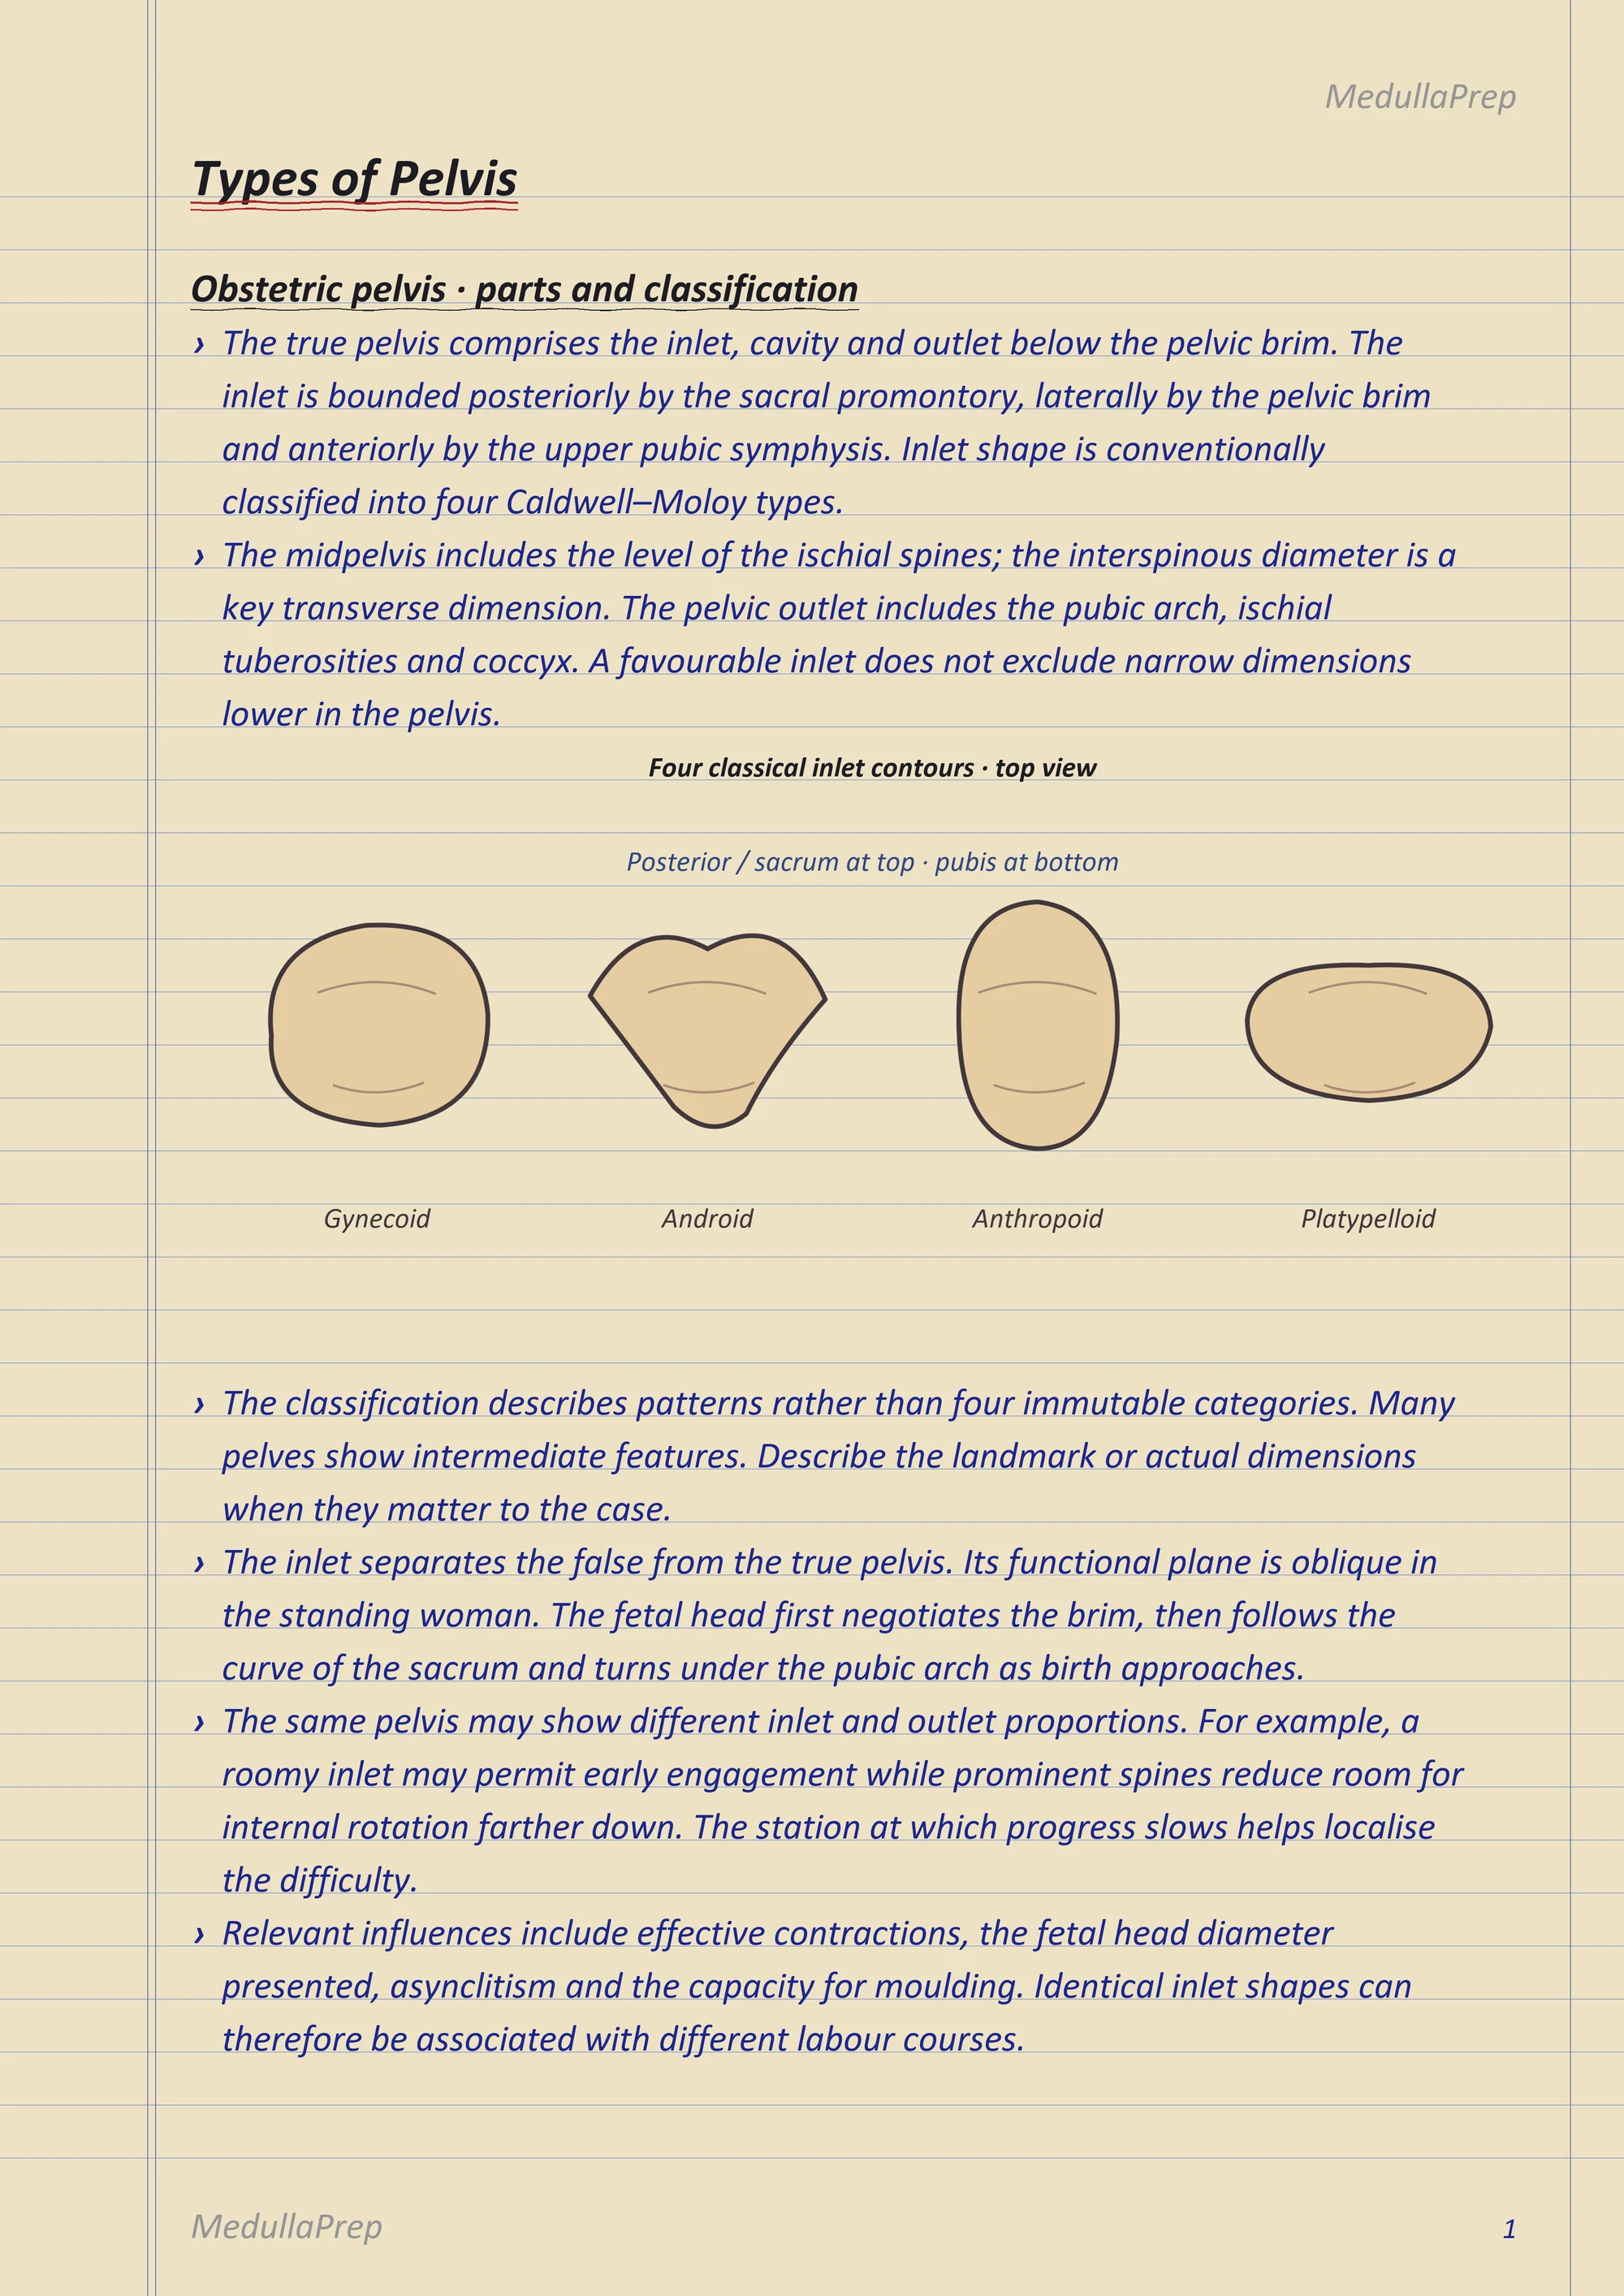 MedullaPrep
Types of Pelvis
Obstetric pelvis · parts and classification
› The true pelvis comprises the inlet, cavity and outlet below the pelvic brim. The
inlet is bounded posteriorly by the sacral promontory, laterally by the pelvic brim
and anteriorly by the upper pubic symphysis. Inlet shape is conventionally
classified into four Caldwell–Moloy types.
› The midpelvis includes the level of the ischial spines; the interspinous diameter is a
key transverse dimension. The pelvic outlet includes the pubic arch, ischial
tuberosities and coccyx. A favourable inlet does not exclude narrow dimensions
lower in the pelvis.
Four classical inlet contours · top view
Posterior / sacrum at top · pubis at bottom
Gynecoid Android Anthropoid Platypelloid
› The classification describes patterns rather than four immutable categories. Many
pelves show intermediate features. Describe the landmark or actual dimensions
when they matter to the case.
› The inlet separates the false from the true pelvis. Its functional plane is oblique in
the standing woman. The fetal head first negotiates the brim, then follows the
curve of the sacrum and turns under the pubic arch as birth approaches.
› The same pelvis may show different inlet and outlet proportions. For example, a
roomy inlet may permit early engagement while prominent spines reduce room for
internal rotation farther down. The station at which progress slows helps localise
the difficulty.
› Relevant influences include effective contractions, the fetal head diameter
presented, asynclitism and the capacity for moulding. Identical inlet shapes can
therefore be associated with different labour courses.
MedullaPrep
1